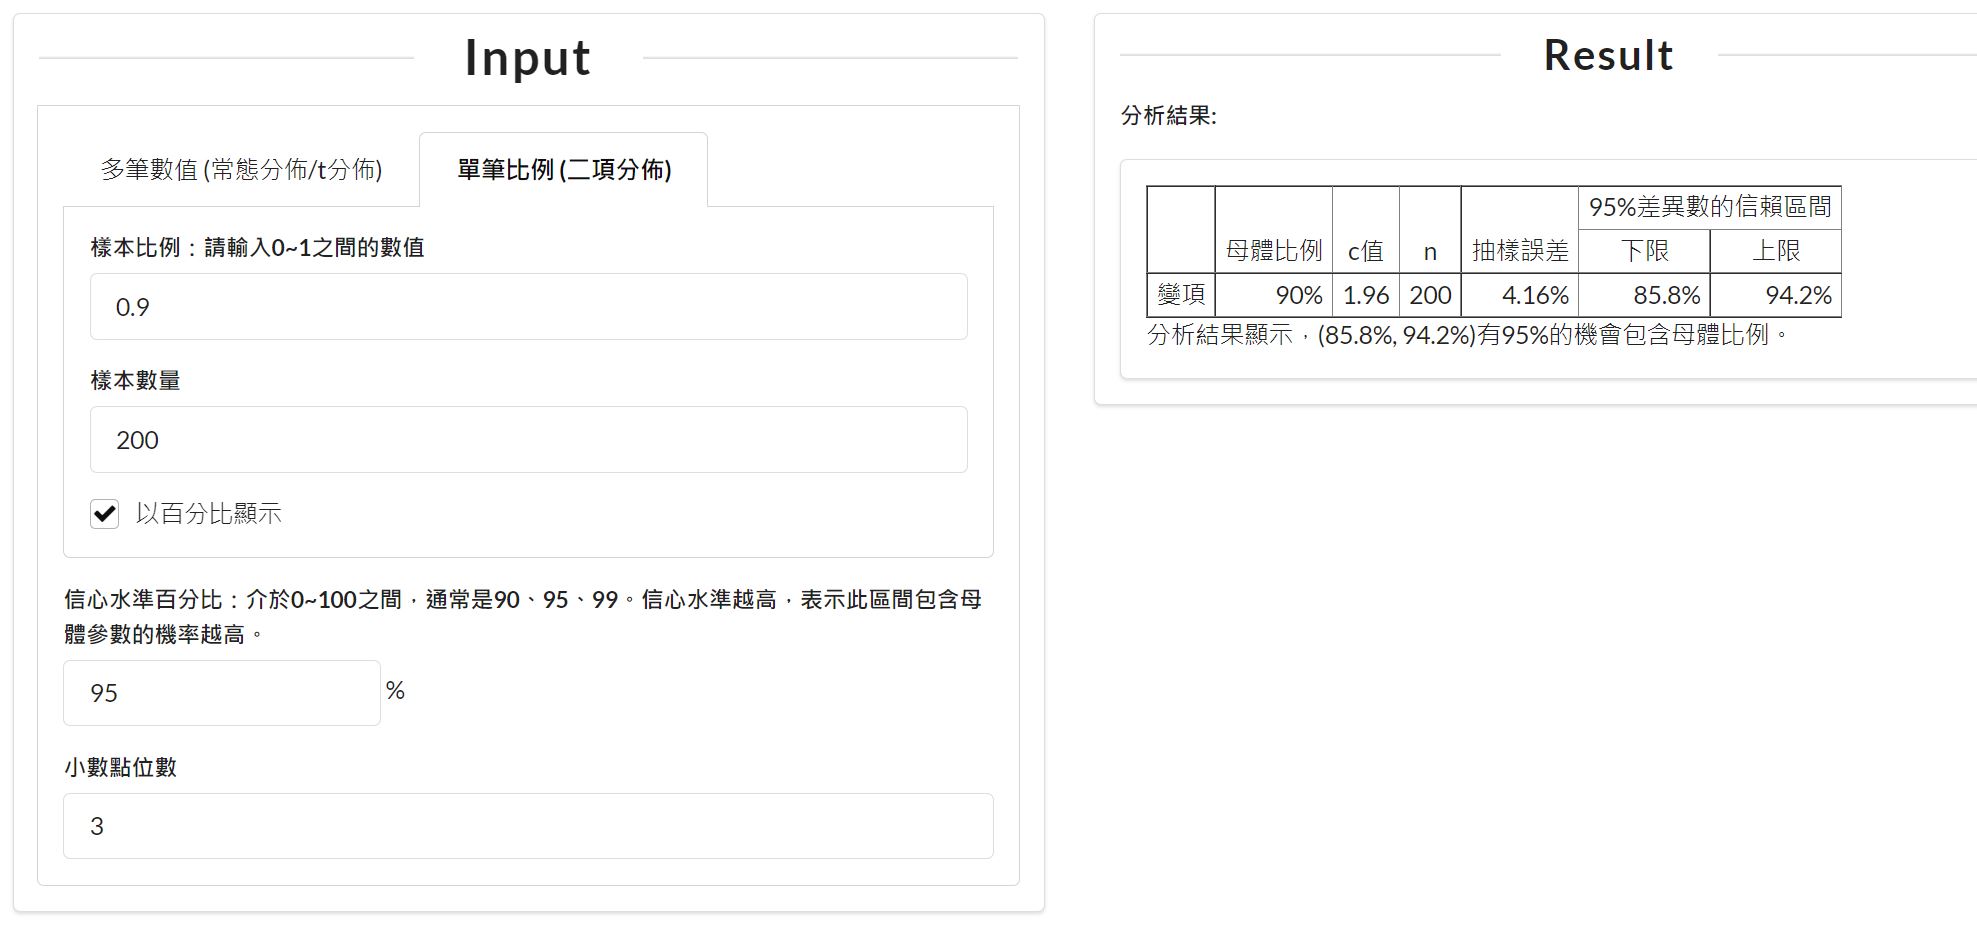 Input
多筆數值 (常態分佈/t分佈)
單筆比例 (二項分佈)
樣本比例：請輸入0~1之間的數值
0.9
樣本數量
200
以百分比顯示
信心水準百分比：介於0~100之間，通常是90、95、99。信心水準越高，表示此區間包含母
體參數的機率越高。
95 %
小數點位數
3
Result
分析結果:
95%差異數的信賴區間
母體比例 c值 n 抽樣誤差 下限 上限
變項 90% 1.96 200 4.16% 85.8% 94.2%
分析結果顯示，(85.8%, 94.2%)有95%的機會包含母體比例。